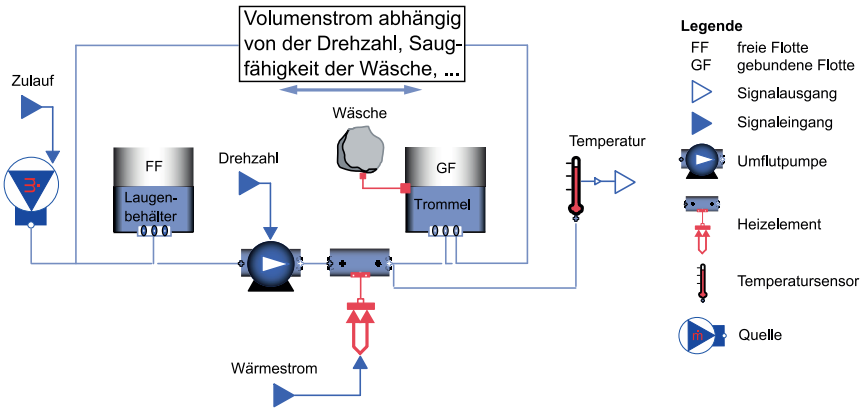 Volumenstrom abhängig
von der Drehzahl, Saug-
fähigkeit der Wäsche, ...
Zulauf
ṁ
FF
Laugen-
behälter
Drehzahl
Wäsche
GF
Trommel
Temperatur
Wärmestrom
Legende
FF freie Flotte
GF gebundene Flotte
Signalausgang
Signaleingang
Umflutpumpe
Heizelement
Temperatursensor
ṁ
Quelle